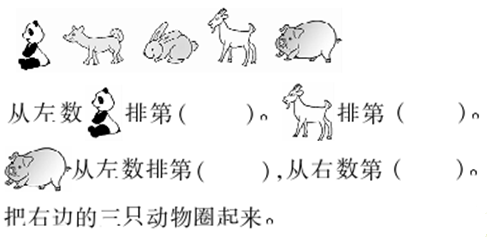 从左数排第(　　)。排第(　　)。
从左数排第(　　),从右数第(　　)。
把右边的三只动物圈起来。